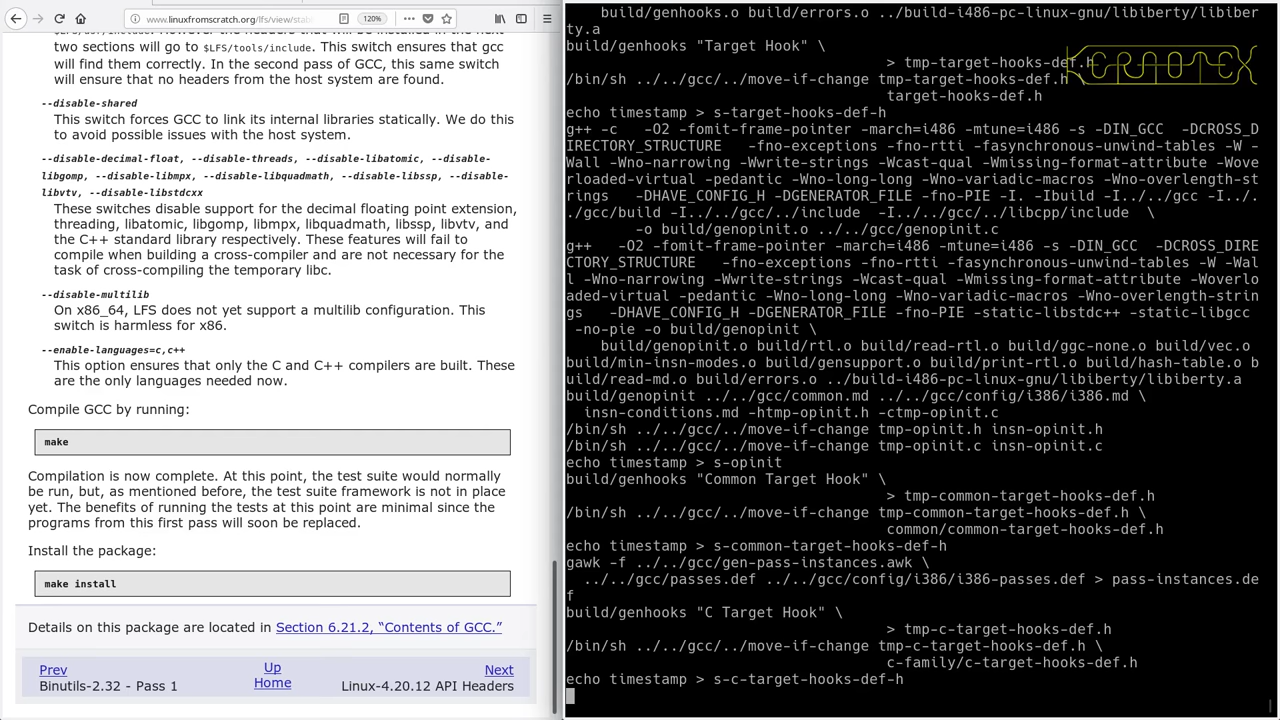 www.linuxfromscratch.org/lfs/view/stab
120%
two sections will go to $LFS/tools/include. This switch ensures that gcc
will find them correctly. In the second pass of GCC, this same switch
will ensure that no headers from the host system are found.
--disable-shared
This switch forces GCC to link its internal libraries statically. We do this
to avoid possible issues with the host system.
--disable-decimal-float, --disable-threads, --disable-libatomic, --disable-
libgomp, --disable-libmpx, --disable-libquadmath, --disable-libssp, --disable-
libvtv, --disable-libstdcxx
These switches disable support for the decimal floating point extension,
threading, libatomic, libgomp, libmpx, libquadmath, libssp, libvtv, and
the C++ standard library respectively. These features will fail to
compile when building a cross-compiler and are not necessary for the
task of cross-compiling the temporary libc.
--disable-multilib
On x86_64, LFS does not yet support a multilib configuration. This
switch is harmless for x86.
--enable-languages=c,c++
This option ensures that only the C and C++ compilers are built. These
are the only languages needed now.
Compile GCC by running:
make
Compilation is now complete. At this point, the test suite would normally
be run, but, as mentioned before, the test suite framework is not in place
yet. The benefits of running the tests at this point are minimal since the
programs from this first pass will soon be replaced.
Install the package:
make install
Details on this package are located in Section 6.21.2, “Contents of GCC.”
Prev
Up
Next
Binutils-2.32 - Pass 1
Home
Linux-4.20.12 API Headers
build/genhooks.o build/errors.o ../build-i486-pc-linux-gnu/libiberty/libiber
ty.a
build/genhooks "Target Hook" \
> tmp-target-hooks-def.h
/bin/sh ../../gcc/move-if-change tmp-target-hooks-def.h \
target-hooks-def.h
echo timestamp > s-target-hooks-def-h
g++ -c   -O2 -fomit-frame-pointer -march=i486 -mtune=i486 -s -DIN_GCC  -DCROSS_D
IRECTORY_STRUCTURE   -fno-exceptions -fno-rtti -fasynchronous-unwind-tables -W -
Wall -Wno-narrowing -Wwrite-strings -Wcast-qual -Wmissing-format-attribute -Wove
rloaded-virtual -pedantic -Wno-long-long -Wno-variadic-macros -Wno-overlength-st
rings   -DHAVE_CONFIG_H -DGENERATOR_FILE -fno-PIE -I. -Ibuild -I../../gcc -I../.
./gcc/build -I../../gcc/../include  -I../../gcc/../libcpp/include  \
-o build/genopinit.o ../../gcc/genopinit.c
g++   -O2 -fomit-frame-pointer -march=i486 -mtune=i486 -s -DIN_GCC  -DCROSS_DIRE
CTORY_STRUCTURE   -fno-exceptions -fno-rtti -fasynchronous-unwind-tables -W -Wal
l -Wno-narrowing -Wwrite-strings -Wcast-qual -Wmissing-format-attribute -Woverlo
aded-virtual -pedantic -Wno-long-long -Wno-variadic-macros -Wno-overlength-strin
gs   -DHAVE_CONFIG_H -DGENERATOR_FILE -fno-PIE -static-libstdc++ -static-libgcc
-no-pie -o build/genopinit \
build/genopinit.o build/rtl.o build/read-rtl.o build/ggc-none.o build/vec.o
build/min-insn-modes.o build/gensupport.o build/print-rtl.o build/hash-table.o b
uild/read-md.o build/errors.o ../build-i486-pc-linux-gnu/libiberty/libiberty.a
build/genopinit ../../gcc/common.md ../../gcc/config/i386/i386.md \
insn-conditions.md -htmp-opinit.h -ctmp-opinit.c
/bin/sh ../../gcc/move-if-change tmp-opinit.h insn-opinit.h
/bin/sh ../../gcc/move-if-change tmp-opinit.c insn-opinit.c
echo timestamp > s-opinit
build/genhooks "Common Target Hook" \
> tmp-common-target-hooks-def.h
/bin/sh ../../gcc/move-if-change tmp-common-target-hooks-def.h \
common/common-target-hooks-def.h
echo timestamp > s-common-target-hooks-def-h
gawk -f ../../gcc/gen-pass-instances.awk \
../../gcc/passes.def ../../gcc/config/i386/i386-passes.def > pass-instances.de
f
build/genhooks "C Target Hook" \
> tmp-c-target-hooks-def.h
/bin/sh ../../gcc/move-if-change tmp-c-target-hooks-def.h \
c-family/c-target-hooks-def.h
echo timestamp > s-c-target-hooks-def-h